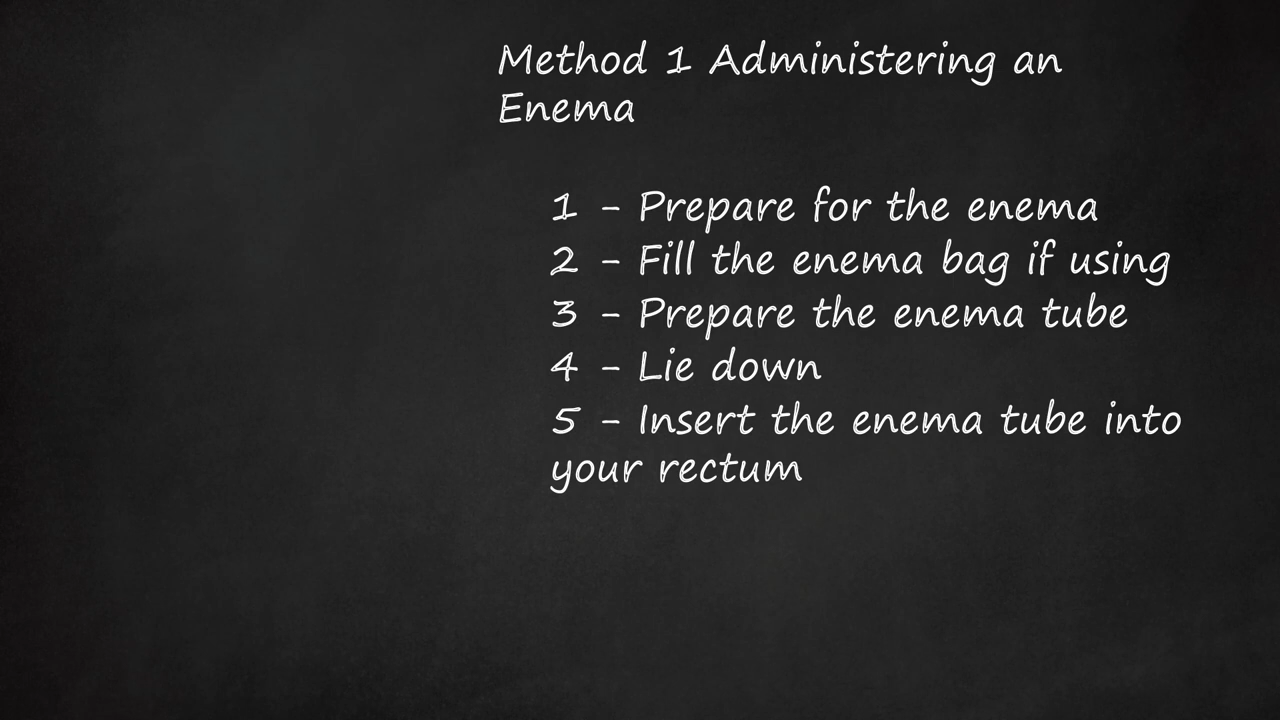 Method 1 Administering an
Enema
1 - Prepare for the enema
2 - Fill the enema bag if using
3 - Prepare the enema tube
4 - Lie down
5 - Insert the enema tube into
your rectum